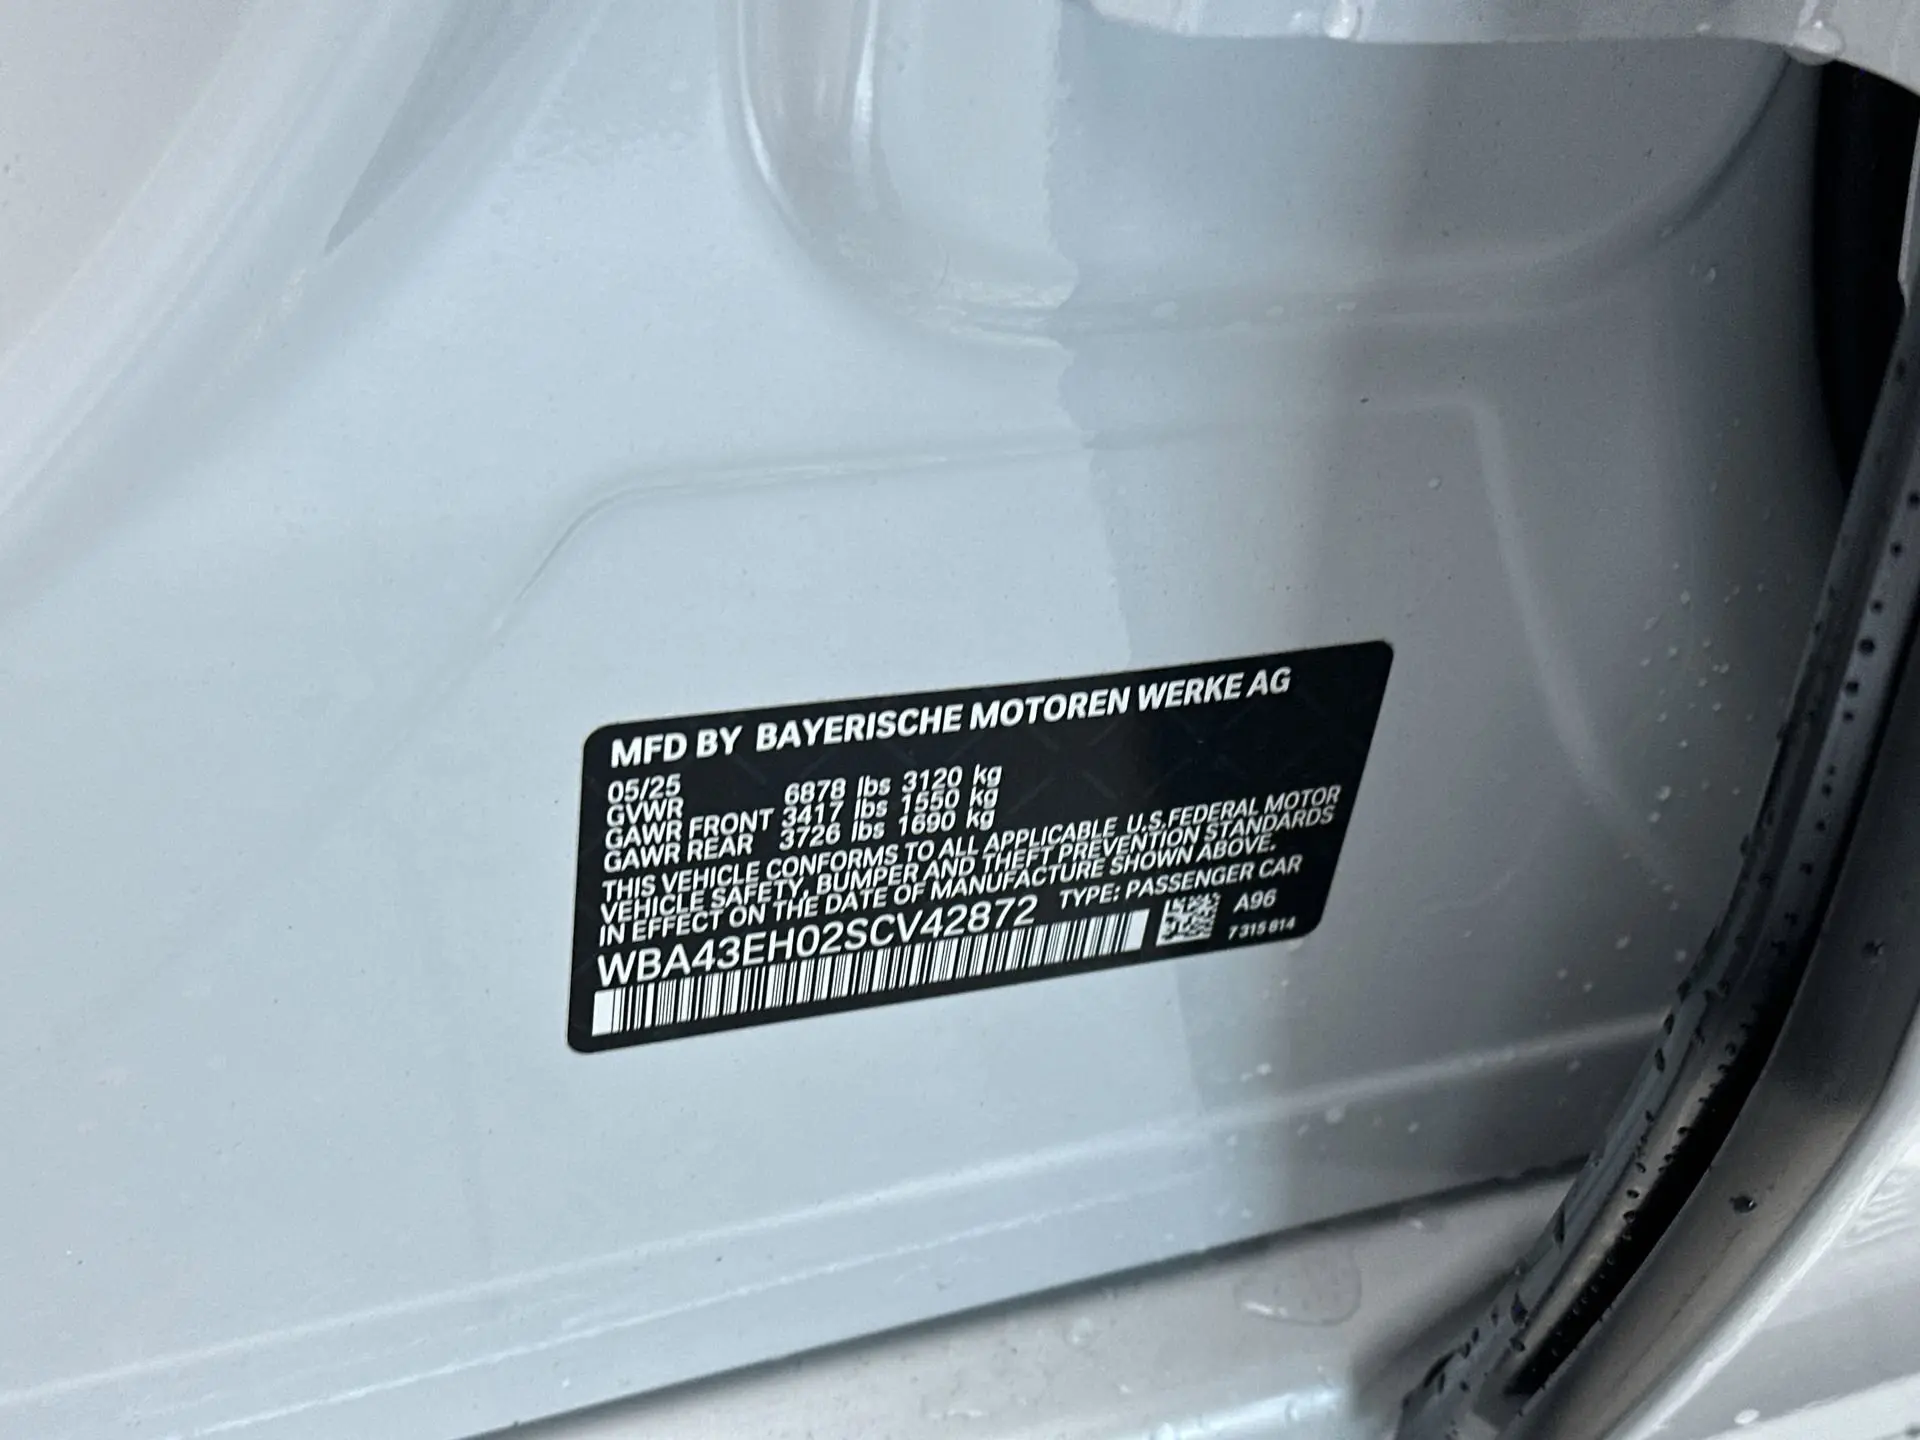 MFD BY BAYERISCHE MOTOREN WERKE AG
05/25
GVWR 6878 lbs 3120 kg
GAWR FRONT 3417 lbs 1550 kg
GAWR REAR 3726 lbs 1690 kg
THIS VEHICLE CONFORMS TO ALL APPLICABLE U.S.FEDERAL MOTOR
VEHICLE SAFETY, BUMPER AND THEFT PREVENTION STANDARDS
IN EFFECT ON THE DATE OF MANUFACTURE SHOWN ABOVE.
WBA43EH02SCV42872 TYPE: PASSENGER CAR
A96
7 315 614